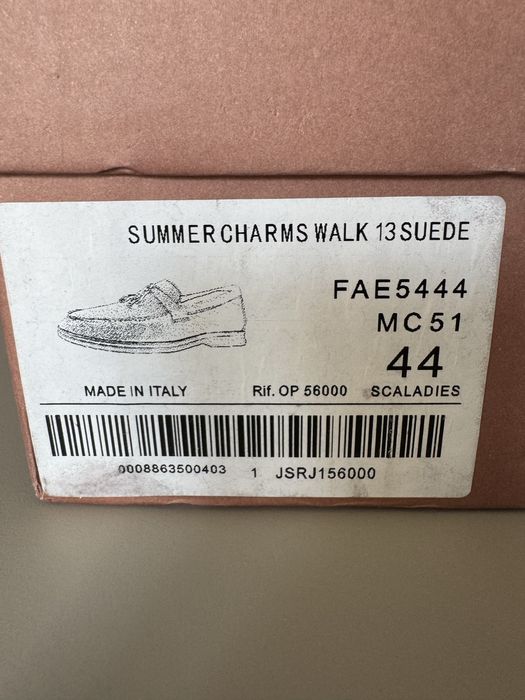 SUMMER CHARMS WALK 13 SUEDE
FAE5444
MC51
44
MADE IN ITALY Rif. OP 56000 SCALADIES
0008863500403 1 JSRJ156000